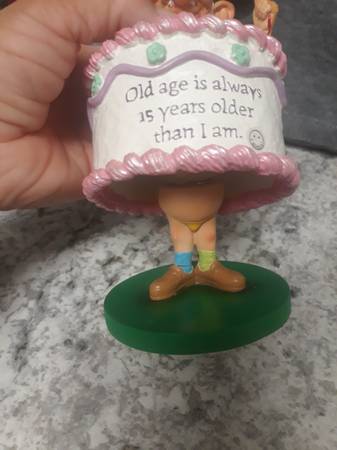 Old age is always
15 years older
than I am.